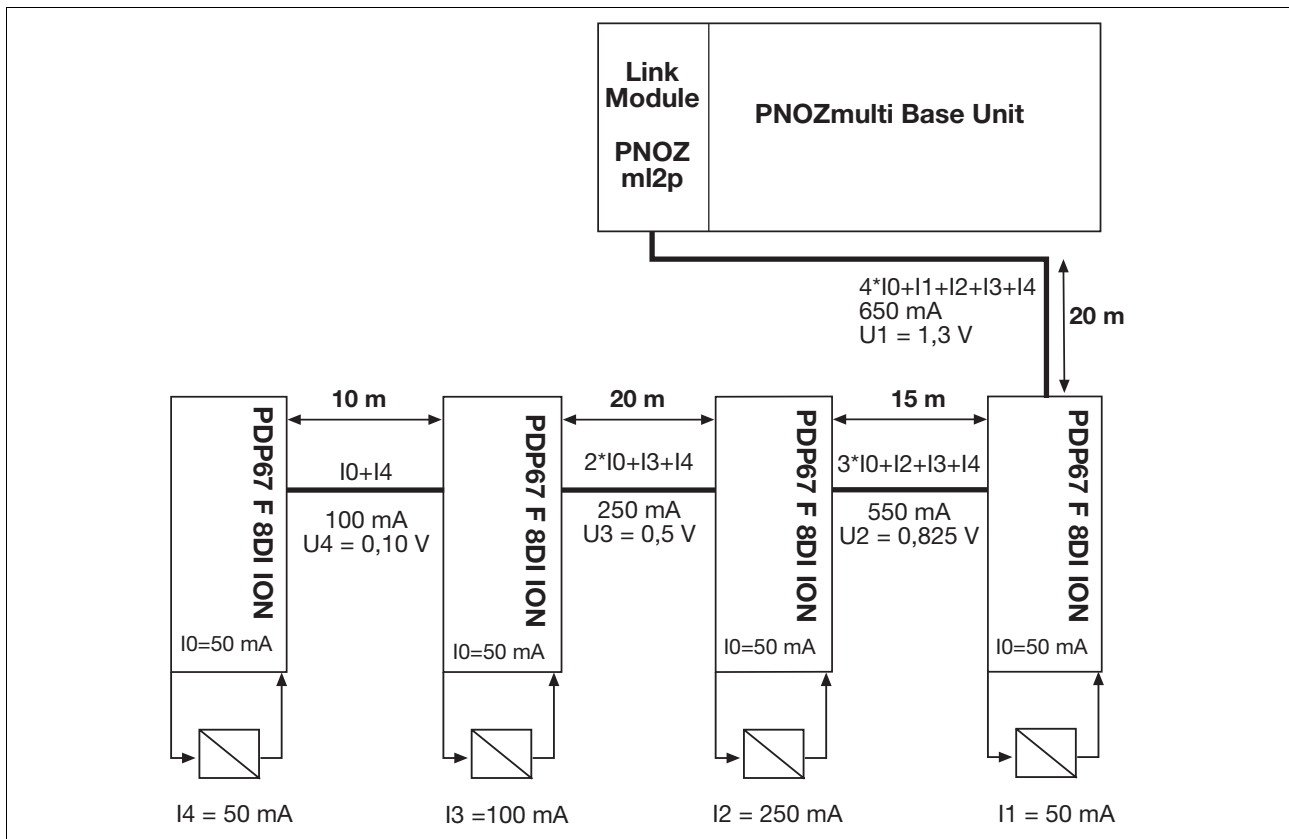 Link
Module
PNOZ
ml2p
PNOZmulti Base Unit
4*I0+I1+I2+I3+I4
650 mA
U1 = 1,3 V
20 m
10 m
20 m
15 m
PDP67 F 8DI ION
I0+I4
100 mA
U4 = 0,10 V
I0=50 mA
PDP67 F 8DI ION
2*I0+I3+I4
250 mA
U3 = 0,5 V
I0=50 mA
PDP67 F 8DI ION
3*I0+I2+I3+I4
550 mA
U2 = 0,825 V
I0=50 mA
PDP67 F 8DI ION
I0=50 mA
I4 = 50 mA
I3 =100 mA
I2 = 250 mA
I1 = 50 mA